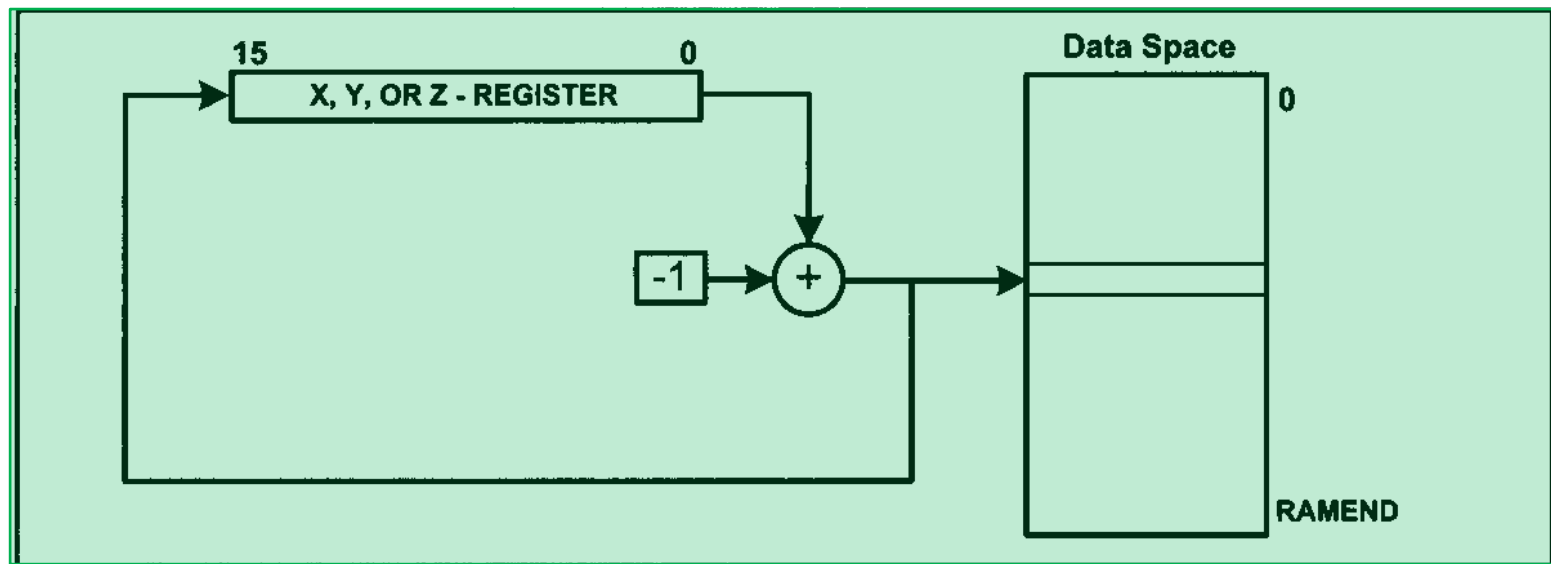 15 0
X, Y, OR Z - REGISTER
Data Space
0
-1
+
RAMEND